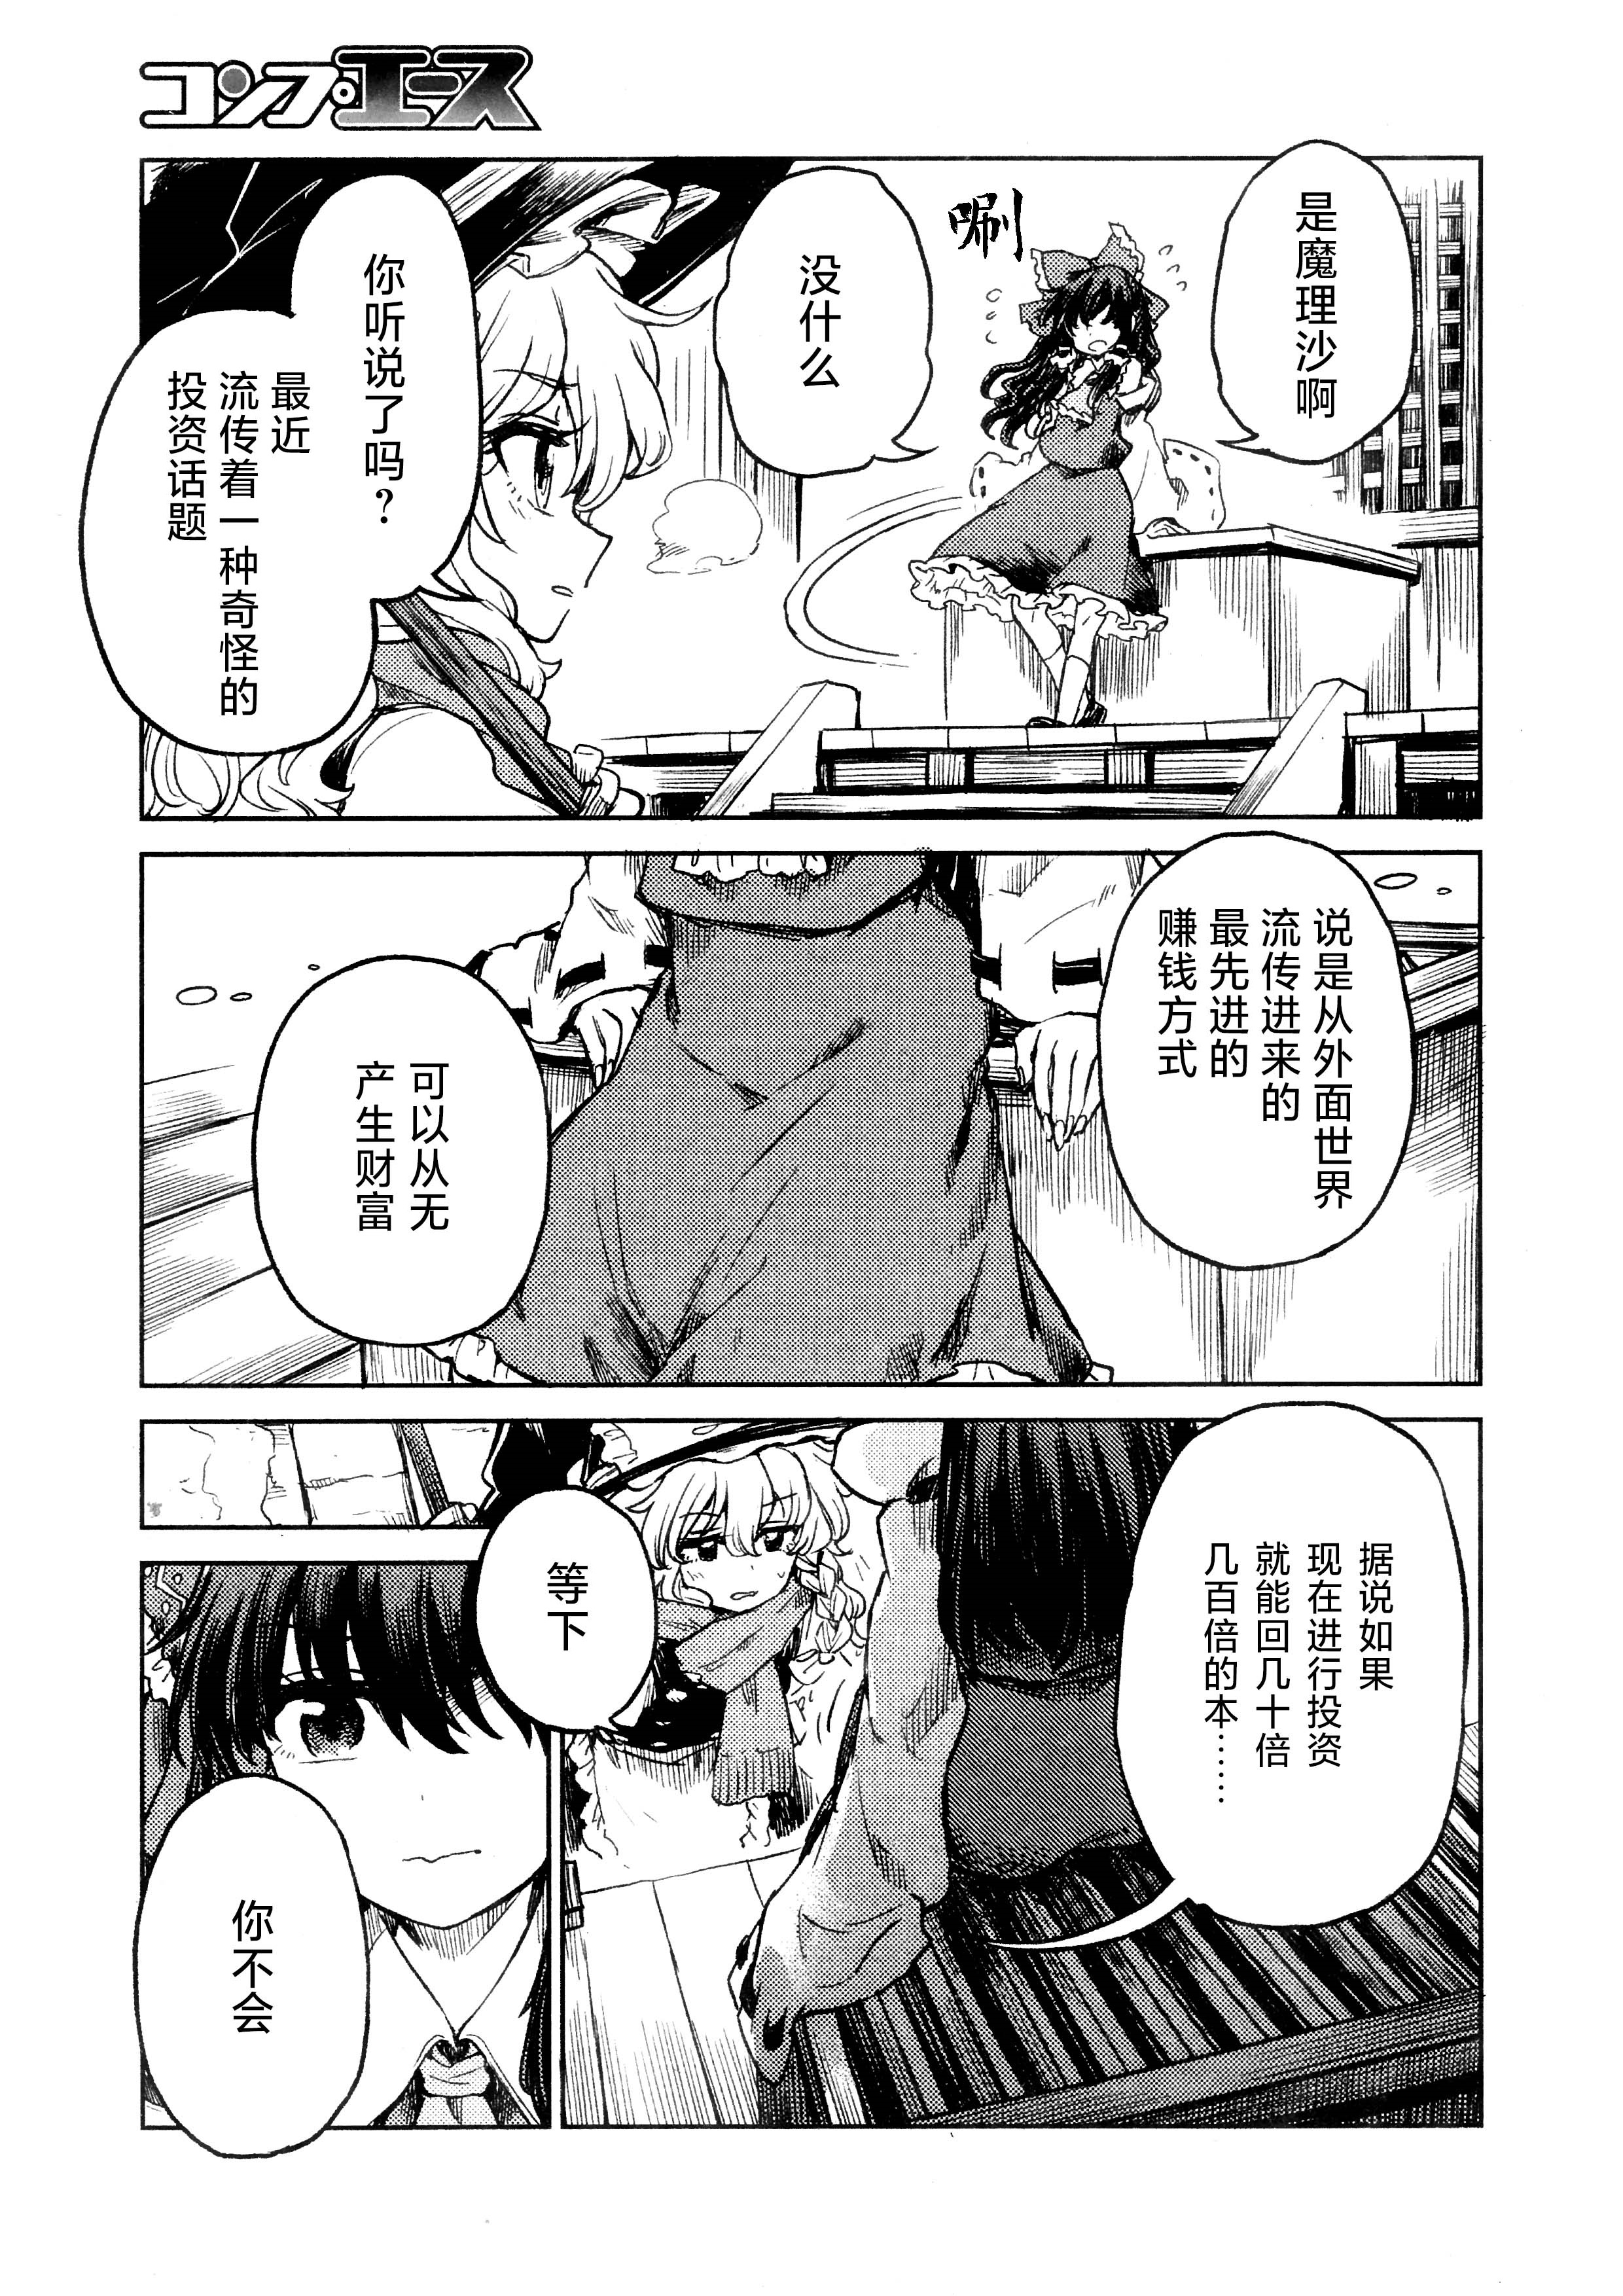 コンプエース
是魔理沙啊
唰
没什么
你听说了吗?
最近
流传着一种奇怪的
投资话题
说是从外面世界
流传进来的
最先进的
赚钱方式
可以从无
产生财富
据说如果
现在进行投资
就能回几十倍
几百倍的本……
等下
你不会